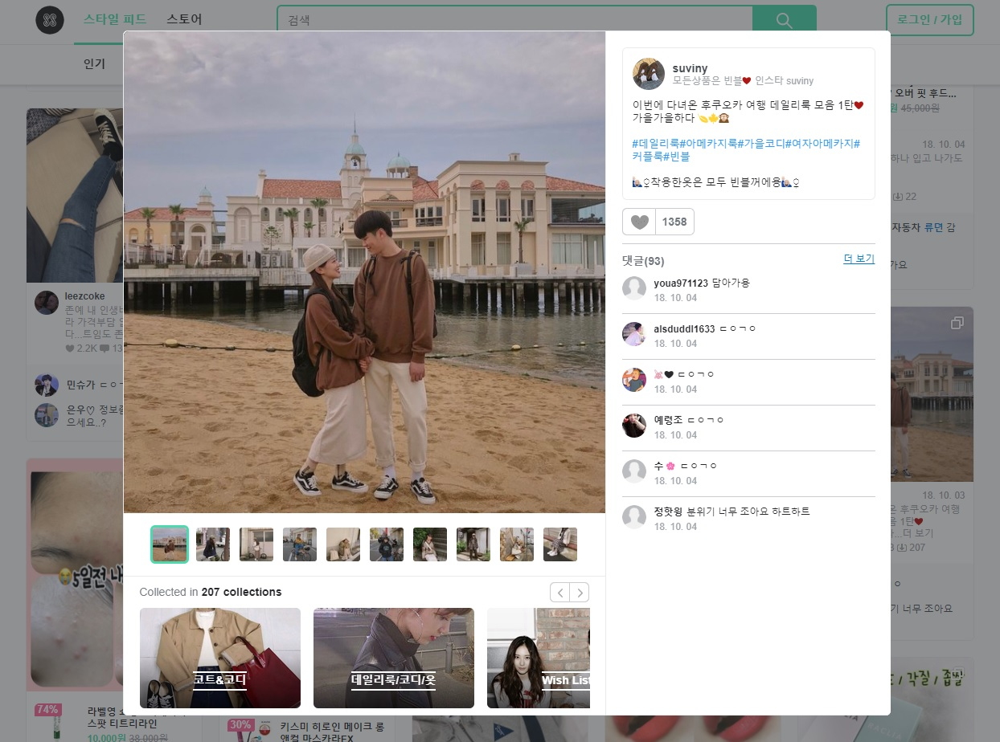 스타일 피드
스토어
검색
로그인 / 가입
인기
suviny
모든상품은 빈블❤ 인스타 suviny
이번에 다녀온 후쿠오카 여행 데일리룩 모음 1탄❤
가을가을하다 🍃🍁🙊
#데일리룩#아메카지룩#가을코디#여자아메카지#
커플룩#빈블
🙋🏻‍♀착용한옷은 모두 빈블꺼에용🙋🏻‍♀
1358
댓글(93)
더 보기
youa971123 담아가용
18. 10. 04
alsduddl1633 ㄷㅇㄱㅇ
18. 10. 04
ㄷㅇㄱㅇ
18. 10. 04
예령조 ㄷㅇㄱㅇ
18. 10. 04
수🌸 ㄷㅇㄱㅇ
18. 10. 04
정핫윙 분위기 너무 조아요 하트하트
18. 10. 04
Collected in 207 collections
코트&코디
데일리룩/코디/옷
Wish List
leezcoke
존예 내 인생
라 가격부담
다...트임도 존
2.2K 13
민슈가 ㄷㅇ
은우♡ 정보좀
으세요..?
5일전 내
74%
라벨영
스팟 티트리라인
10,000원 38,000원
30%
키스미 히로인 메이크 롱
앤컬 마스카라EX
오버 핏 후드...
원 45,000원
18. 10. 04
하나 입고 나가도
22
자동차 류면 감
가요
18. 10. 03
후쿠오카 여행
음 1탄❤
...더 보기
207
ㅇ
기 너무 조아요
/ 각질 / 좁쌀